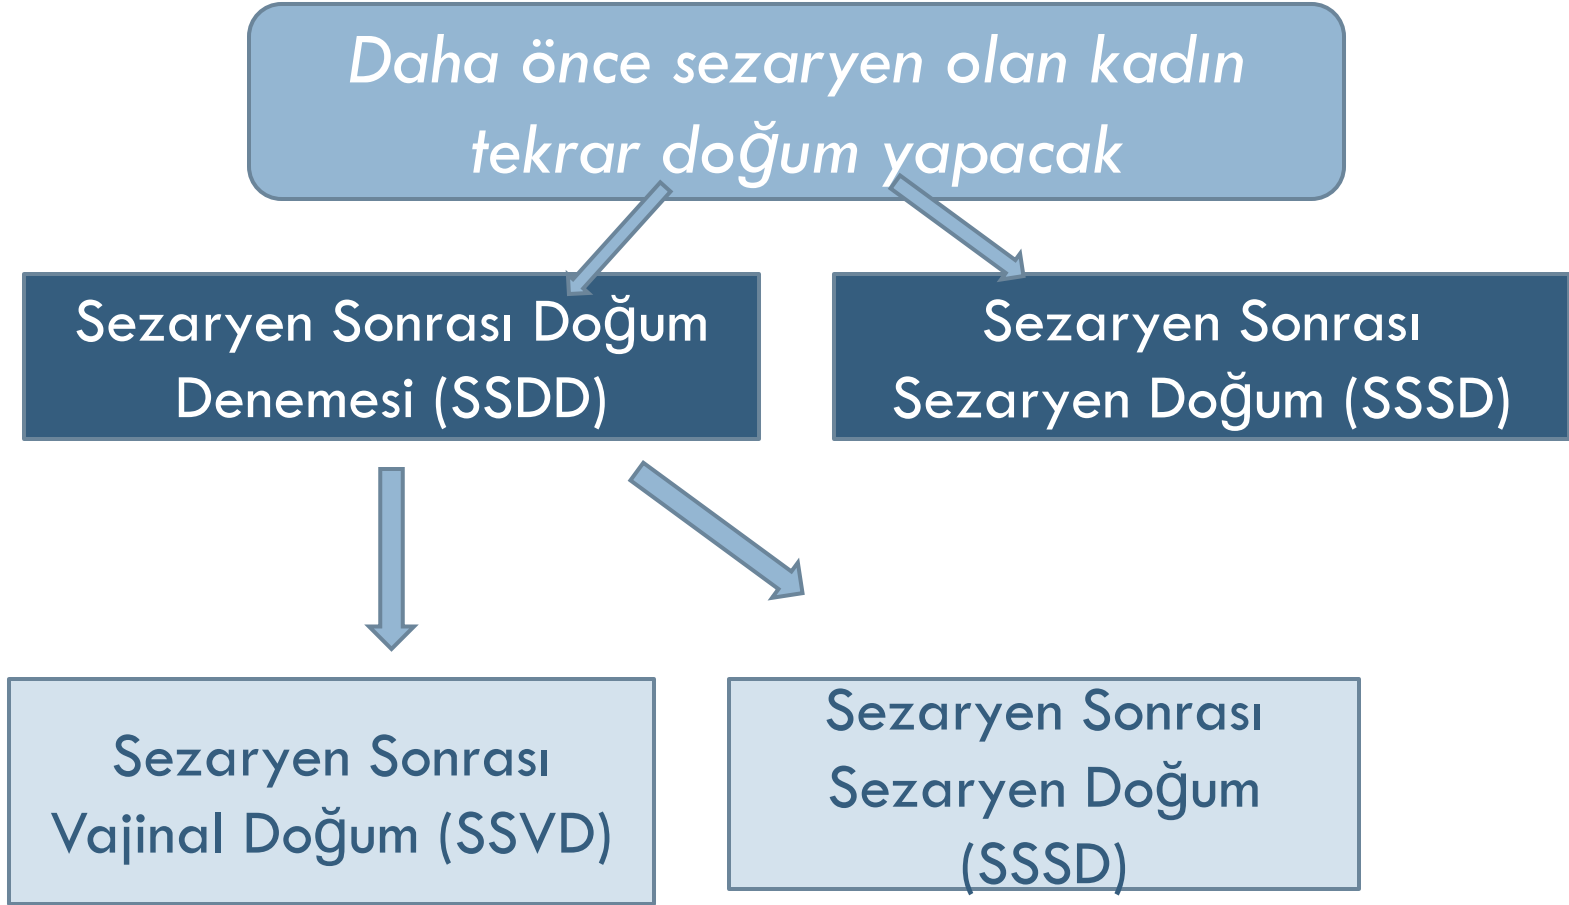 Daha önce sezaryen olan kadın
tekrar doğum yapacak
Sezaryen Sonrası Doğum
Denemesi (SSDD)
Sezaryen Sonrası
Sezaryen Doğum (SSSD)
Sezaryen Sonrası
Vajinal Doğum (SSVD)
Sezaryen Sonrası
Sezaryen Doğum
(SSSD)